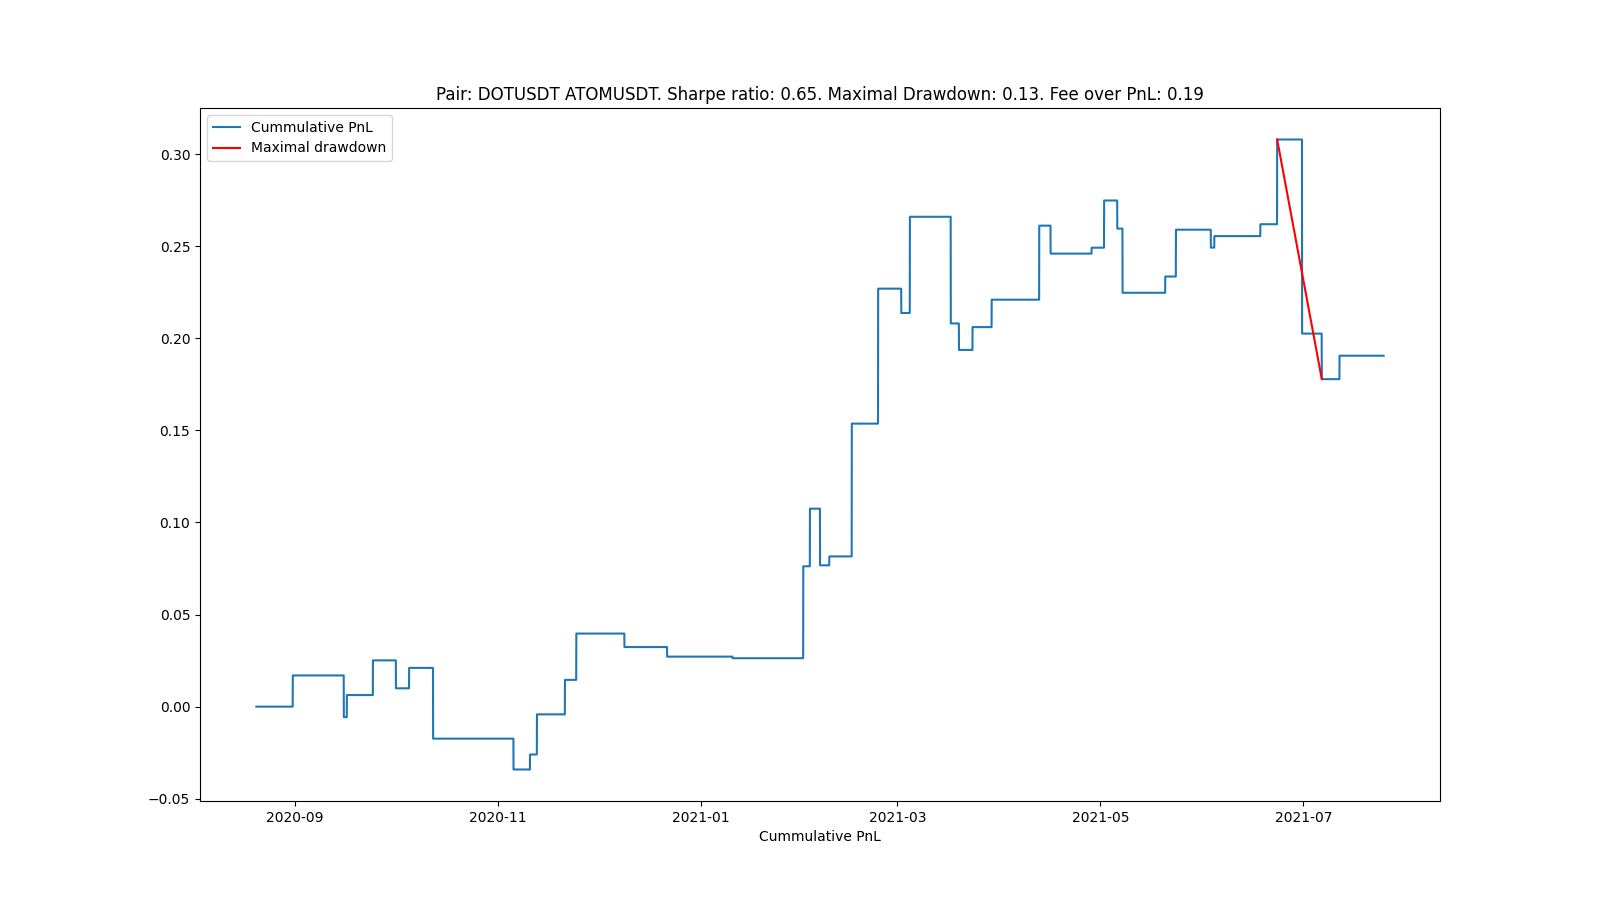 Pair: DOTUSDT ATOMUSDT. Sharpe ratio: 0.65. Maximal Drawdown: 0.13. Fee over PnL: 0.19
Cummulative PnL
Maximal drawdown
0.30
0.25
0.20
0.15
0.10
0.05
0.00
−0.05
2020-09 2020-11 2021-01 2021-03 2021-05 2021-07
Cummulative PnL